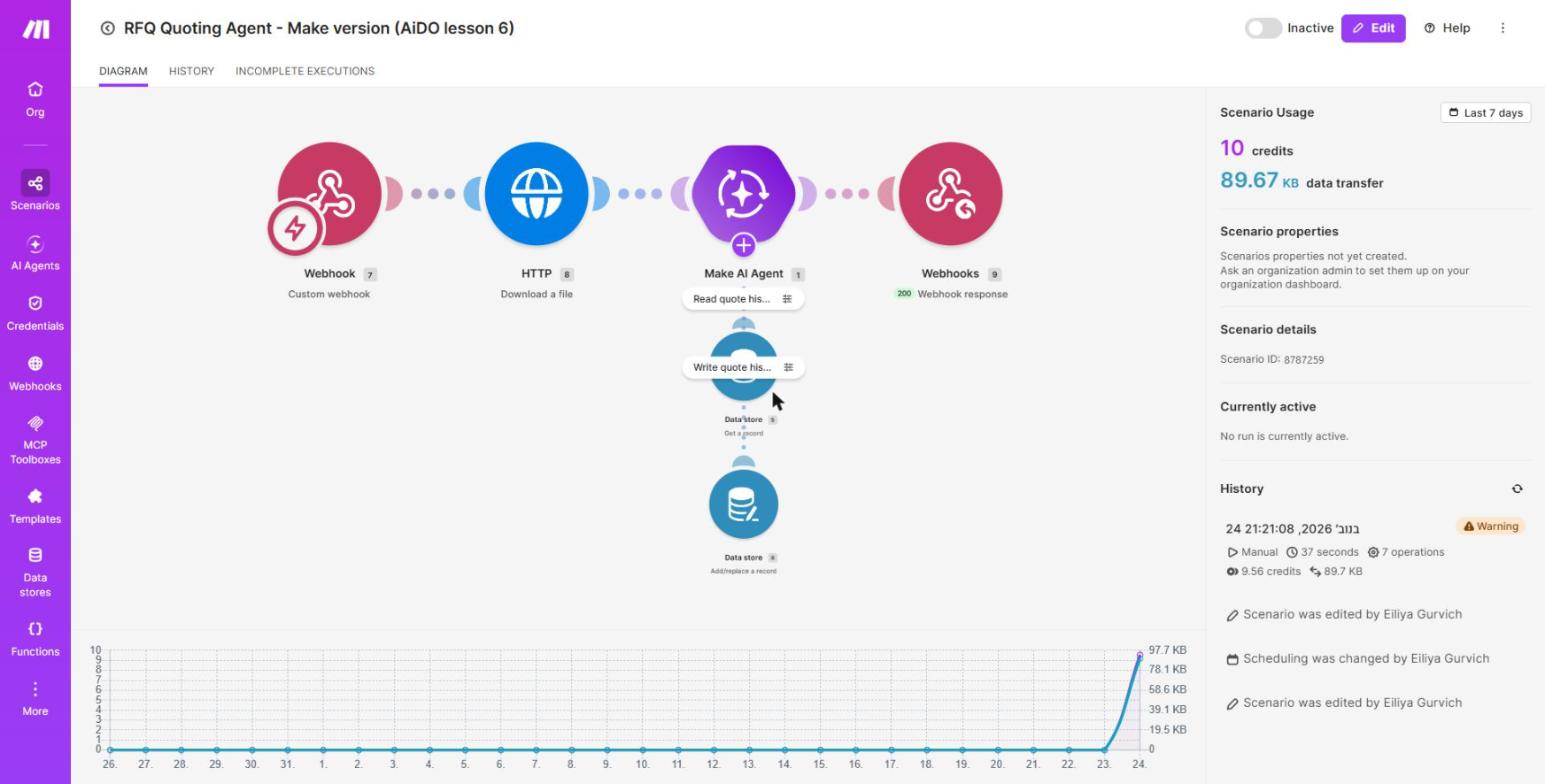 RFQ Quoting Agent - Make version (AiDO lesson 6)
Inactive
Edit
Help
DIAGRAM
HISTORY
INCOMPLETE EXECUTIONS
Org
Scenarios
AI Agents
Credentials
Webhooks
MCP
Toolboxes
Templates
Data
stores
Functions
More
Webhook 7
Custom webhook
HTTP 8
Download a file
Make AI Agent 1
Webhooks 9
200 Webhook response
Read quote his...
Write quote his...
Data store
Get a record
Data store
Add/replace a record
10
9
8
7
6
5
4
3
2
1
0
97.7 KB
78.1 KB
58.6 KB
39.1 KB
19.5 KB
0
26. 27. 28. 29. 30. 31. 1. 2. 3. 4. 5. 6. 7. 8. 9. 10. 11. 12. 13. 14. 15. 16. 17. 18. 19. 20. 21. 22. 23. 24.
Scenario Usage
Last 7 days
10 credits
89.67 KB data transfer
Scenario properties
Scenarios properties not yet created.
Ask an organization admin to set them up on your
organization dashboard.
Scenario details
Scenario ID: 8787259
Currently active
No run is currently active.
History
24 בנוב׳ 2026, 21:21:08
Warning
Manual 37 seconds 7 operations
9.56 credits 89.7 KB
Scenario was edited by Eiliya Gurvich
Scheduling was changed by Eiliya Gurvich
Scenario was edited by Eiliya Gurvich